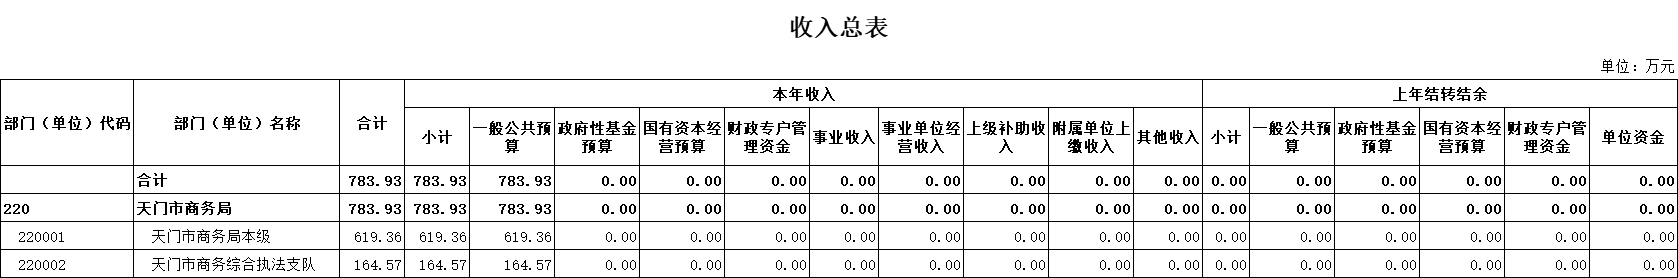 收入总表
单位：万元
部门（单位）代码 部门（单位）名称 合计 本年收入 上年结转结余
小计 一般公共预算 政府性基金预算 国有资本经营预算 财政专户管理资金 事业收入 事业单位经营收入 上级补助收入 附属单位上缴收入 其他收入 小计 一般公共预算 政府性基金预算 国有资本经营预算 财政专户管理资金 单位资金
合计 783.93 783.93 783.93 0.00 0.00 0.00 0.00 0.00 0.00 0.00 0.00 0.00 0.00 0.00 0.00 0.00 0.00
220 天门市商务局 783.93 783.93 783.93 0.00 0.00 0.00 0.00 0.00 0.00 0.00 0.00 0.00 0.00 0.00 0.00 0.00 0.00
220001 天门市商务局本级 619.36 619.36 619.36 0.00 0.00 0.00 0.00 0.00 0.00 0.00 0.00 0.00 0.00 0.00 0.00 0.00 0.00
220002 天门市商务综合执法支队 164.57 164.57 164.57 0.00 0.00 0.00 0.00 0.00 0.00 0.00 0.00 0.00 0.00 0.00 0.00 0.00 0.00